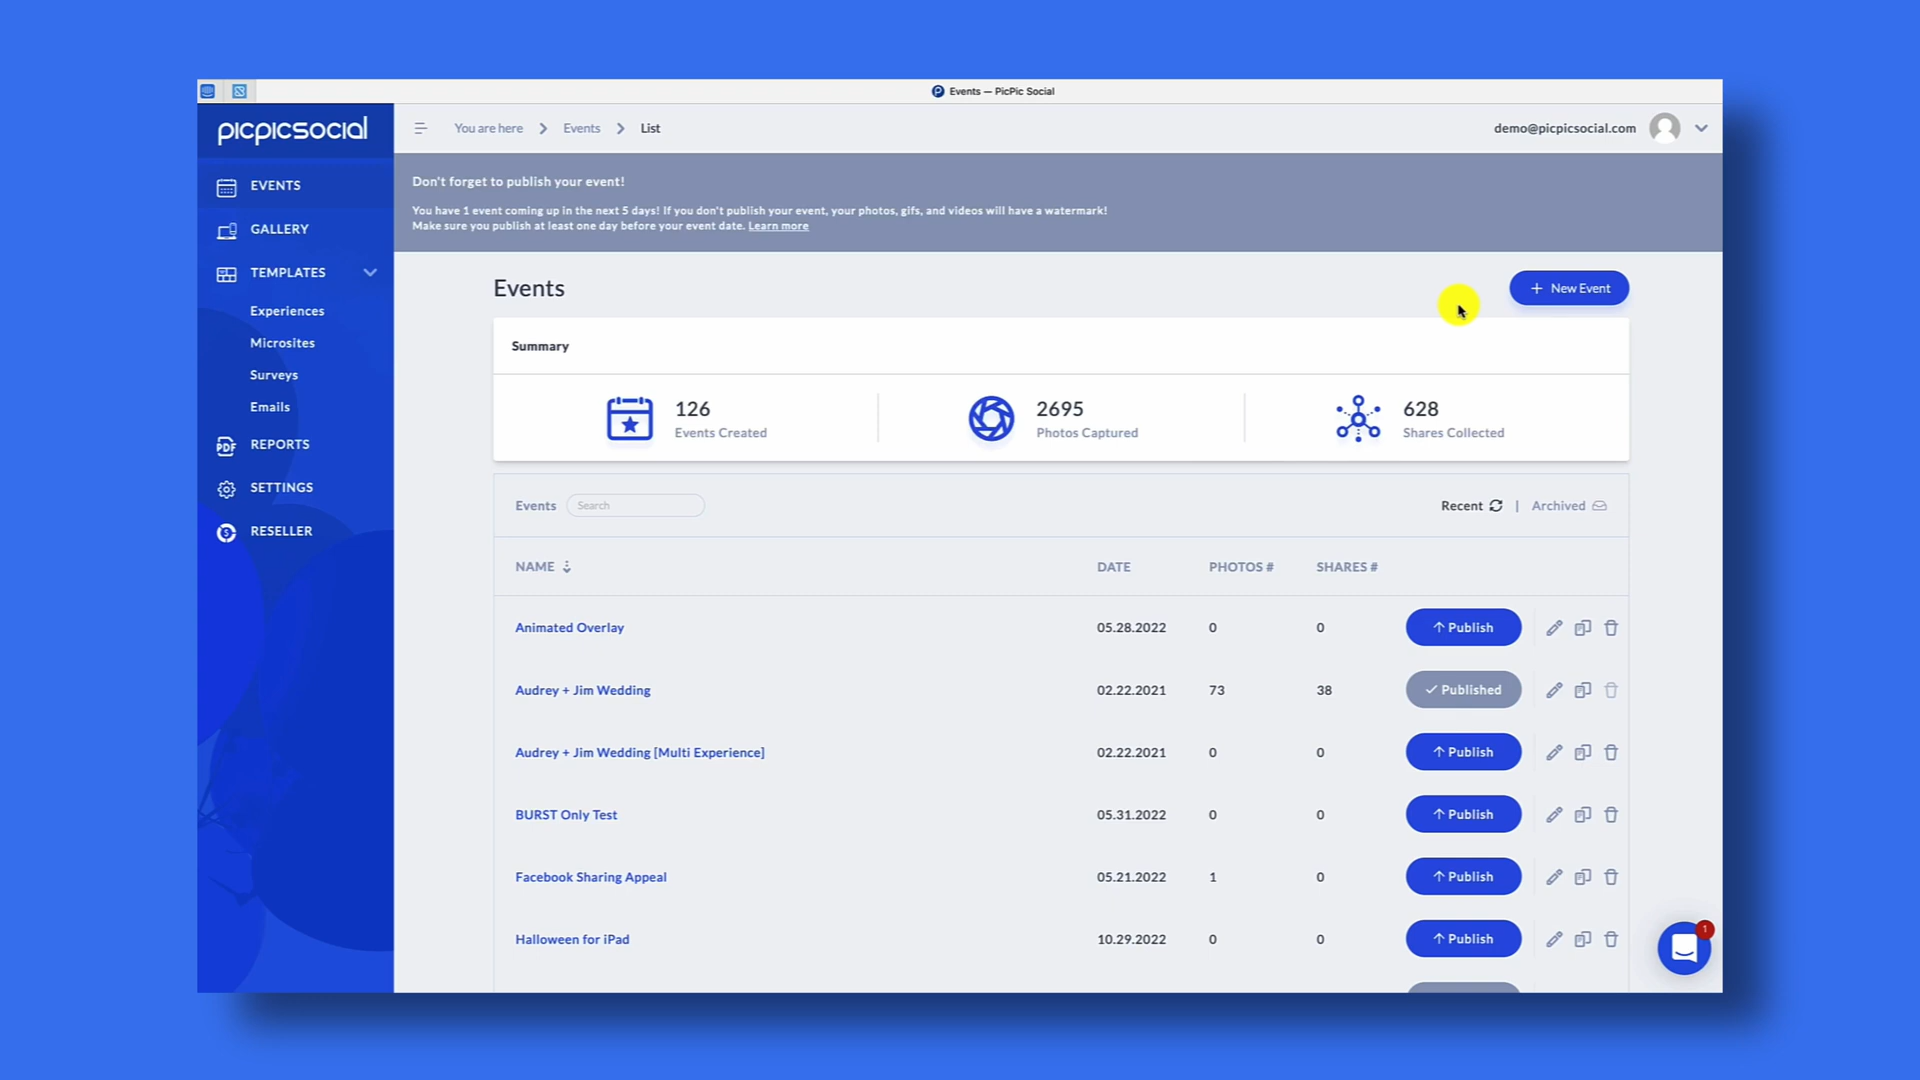 Events — PicPic Social
picpicsocial
You are here
Events
List
demo@picpicsocial.com
EVENTS
GALLERY
TEMPLATES
Experiences
Microsites
Surveys
Emails
PDF
REPORTS
SETTINGS
RESELLER
Don't forget to publish your event!
You have 1 event coming up in the next 5 days! If you don't publish your event, your photos, gifs, and videos will have a watermark!
Make sure you publish at least one day before your event date. Learn more
Events
+ New Event
Summary
126
Events Created
2695
Photos Captured
628
Shares Collected
Events
Search
Recent | Archived
NAME DATE PHOTOS # SHARES #
Animated Overlay 05.28.2022 0 0 Publish
Audrey + Jim Wedding 02.22.2021 73 38 Published
Audrey + Jim Wedding [Multi Experience] 02.22.2021 0 0 Publish
BURST Only Test 05.31.2022 0 0 Publish
Facebook Sharing Appeal 05.21.2022 1 0 Publish
Halloween for iPad 10.29.2022 0 0 Publish
1